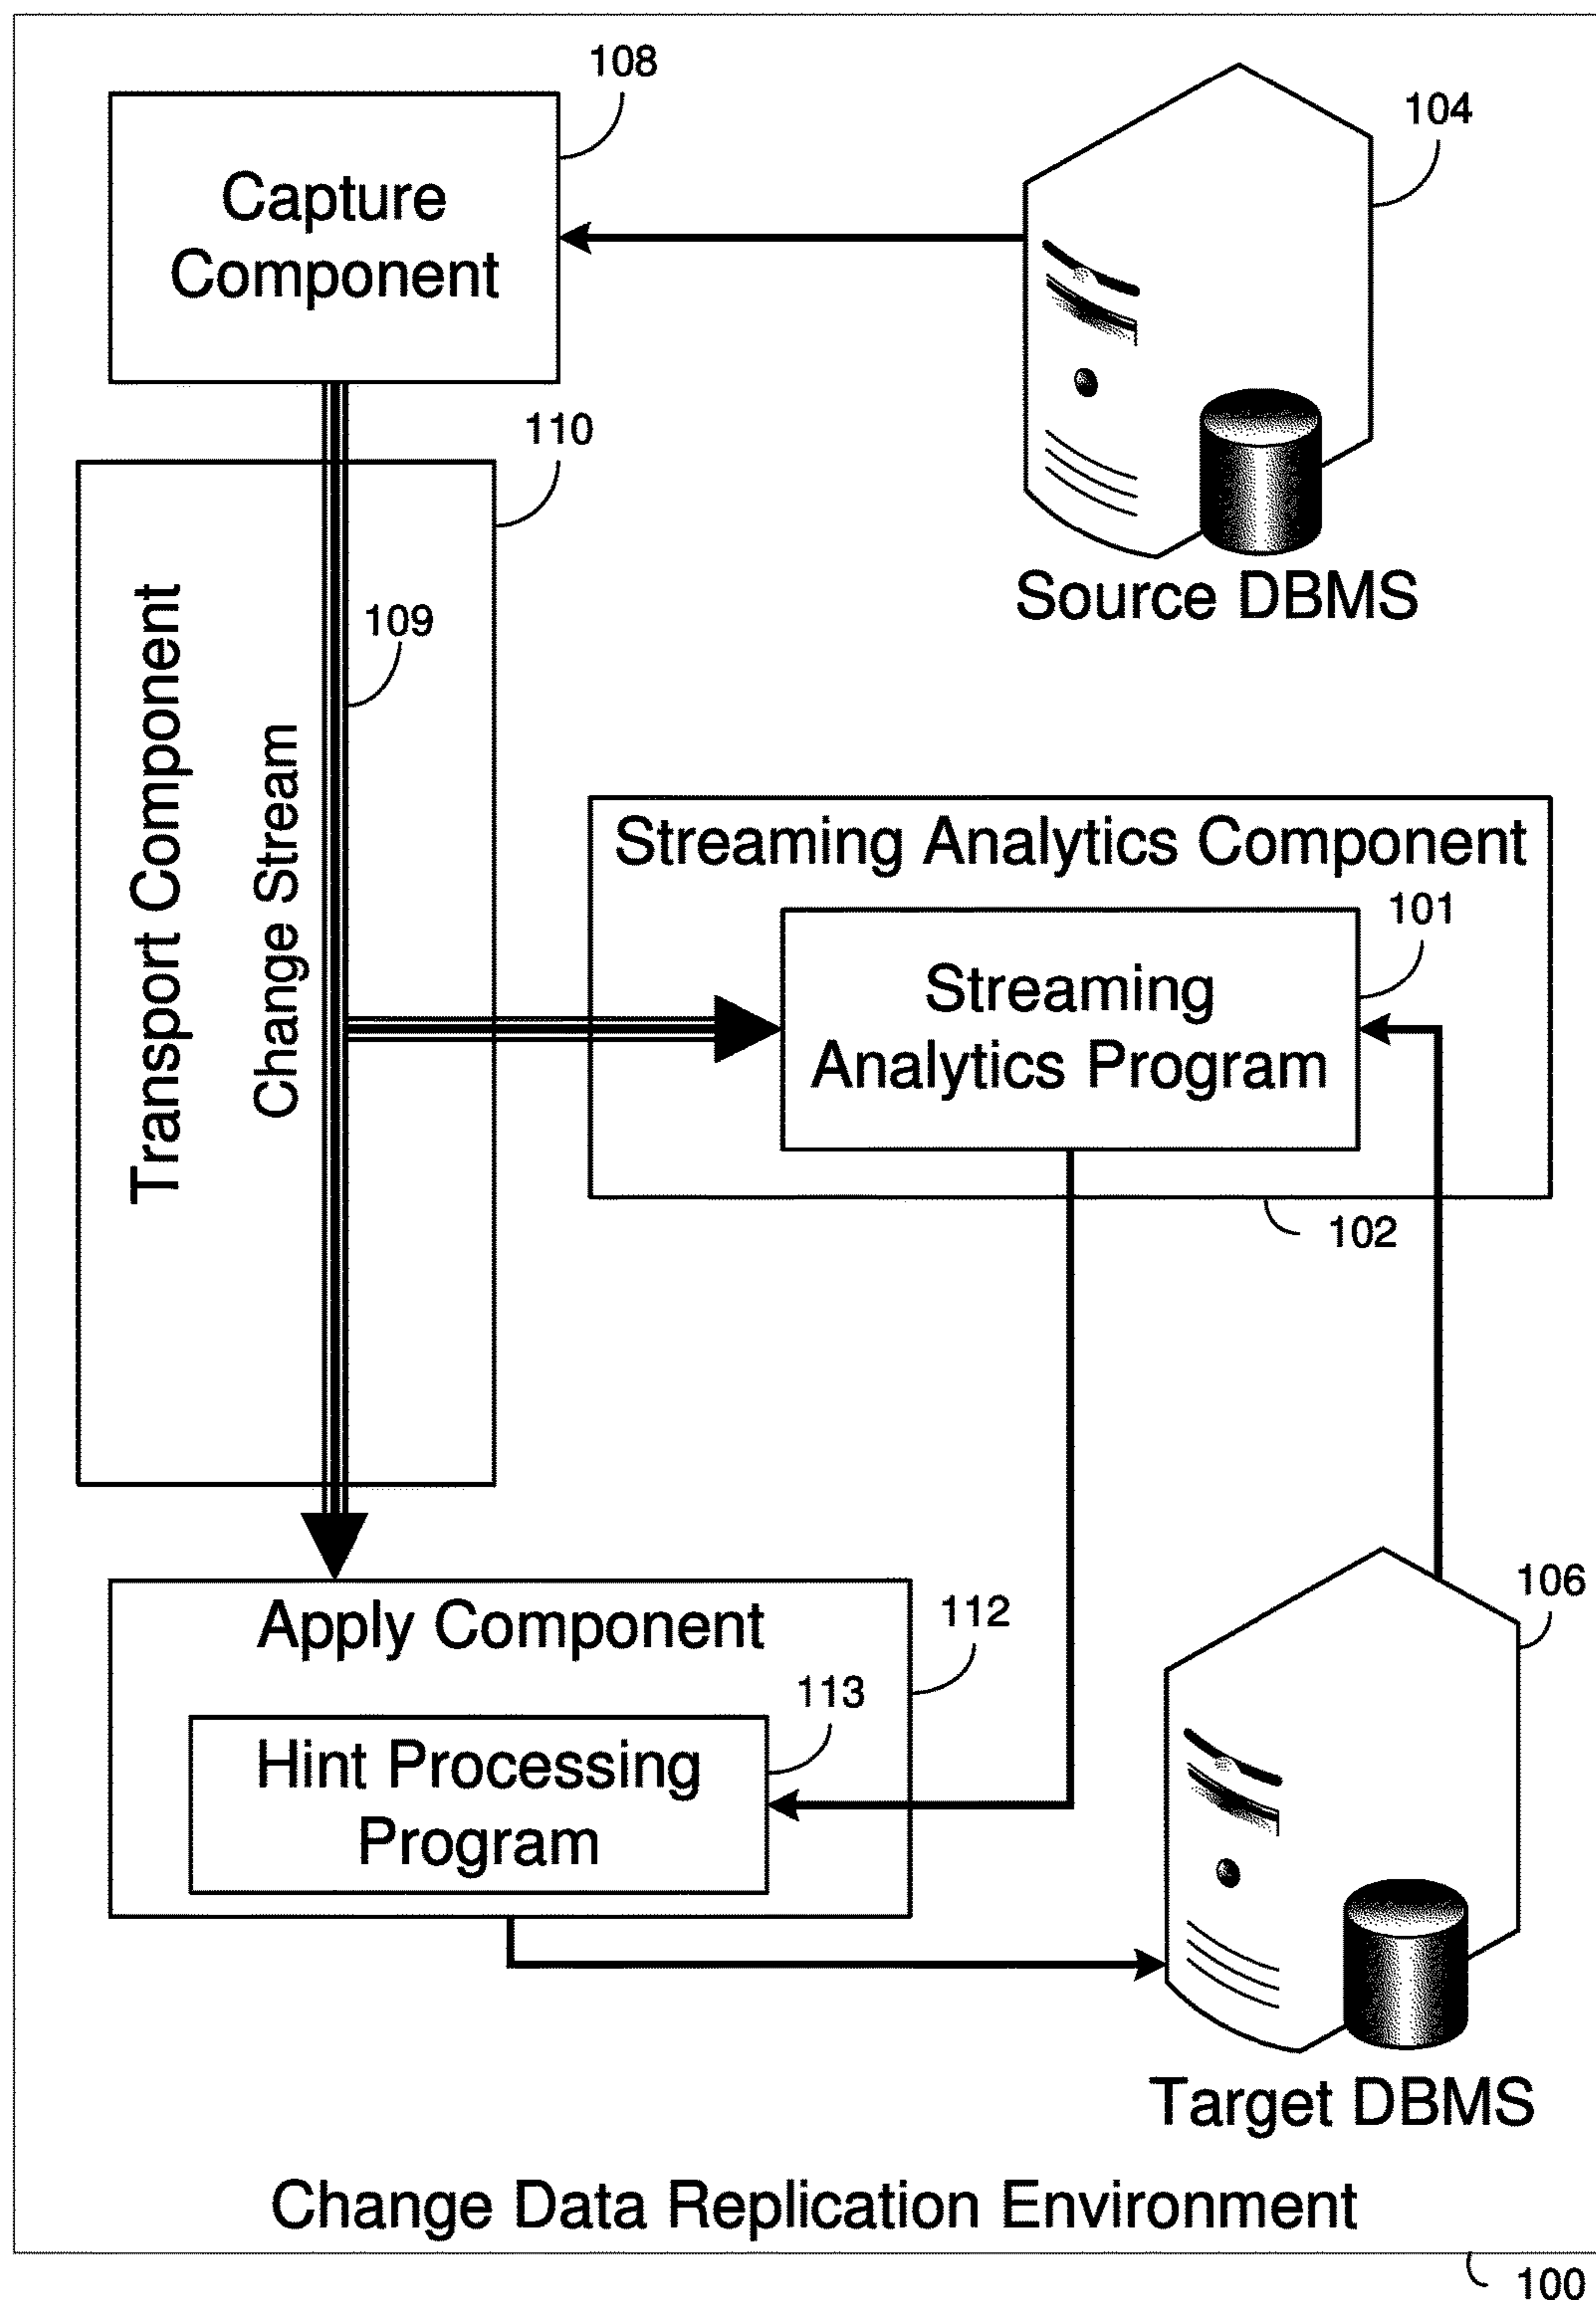 108
Capture
Component
104
Source DBMS
110
109
Transport Component
Change Stream
Streaming Analytics Component
101
Streaming
Analytics Program
102
106
Apply Component
112
113
Hint Processing
Program
Target DBMS
Change Data Replication Environment
100